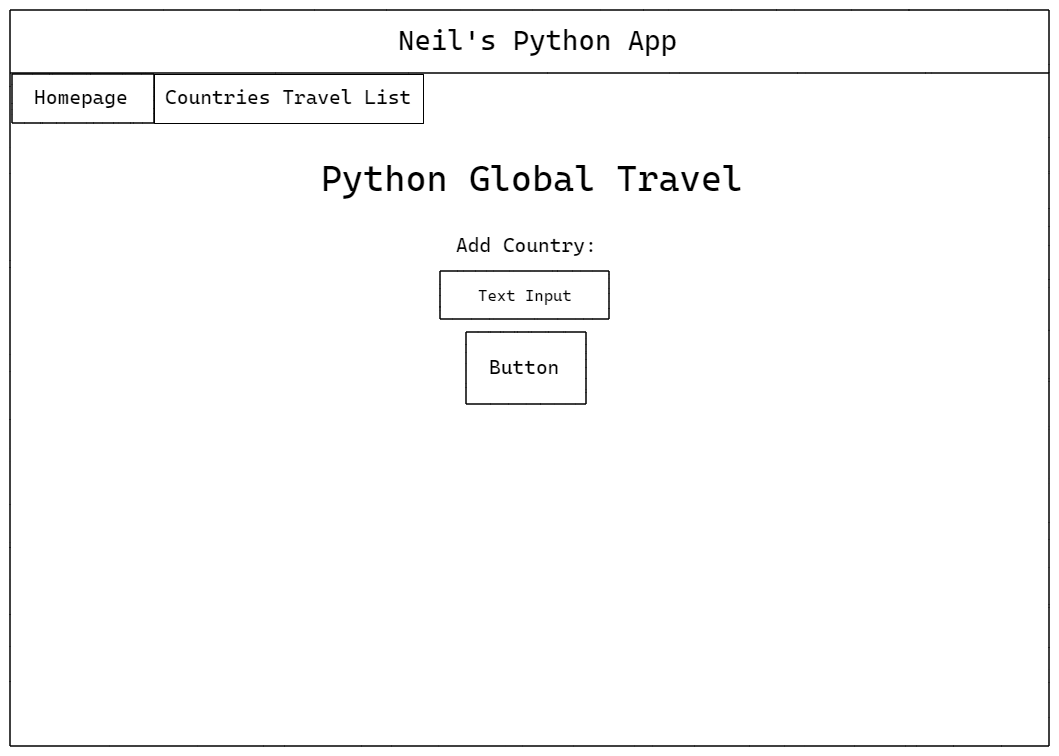 Neil's Python App
Homepage
Countries Travel List
Python Global Travel
Add Country:
Text Input
Button